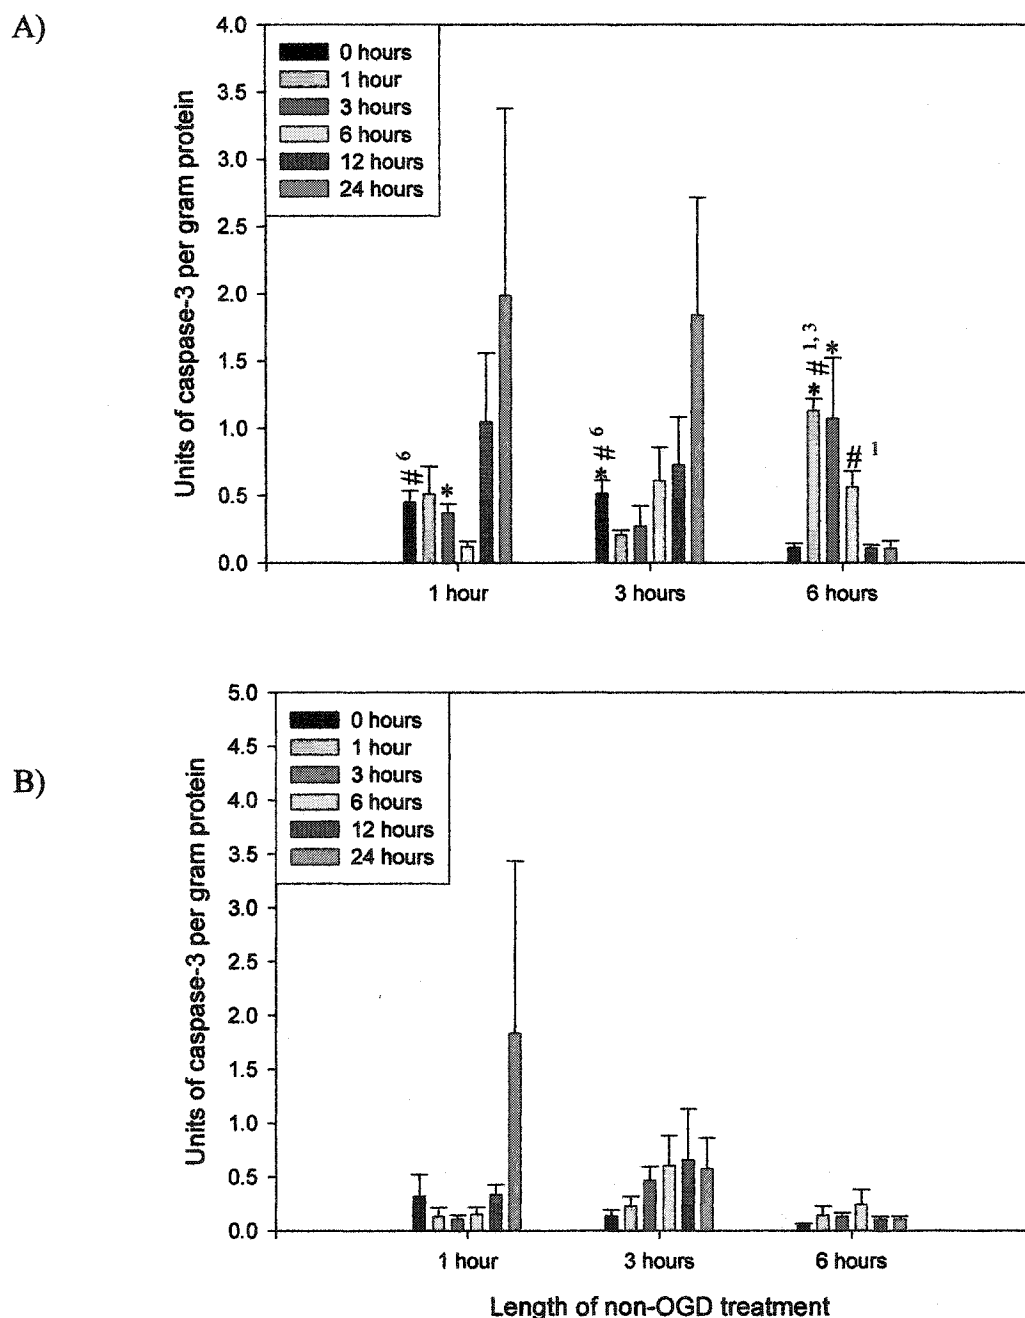 A)
Units of caspase-3 per gram protein
4.0
3.5
3.0
2.5
2.0
1.5
1.0
0.5
0.0
0 hours
1 hour
3 hours
6 hours
12 hours
24 hours
# 6
*
* # 6
* # 1, 3
*
# 1
1 hour
3 hours
6 hours
B)
Units of caspase-3 per gram protein
5.0
4.5
4.0
3.5
3.0
2.5
2.0
1.5
1.0
0.5
0.0
0 hours
1 hour
3 hours
6 hours
12 hours
24 hours
1 hour
3 hours
6 hours
Length of non-OGD treatment